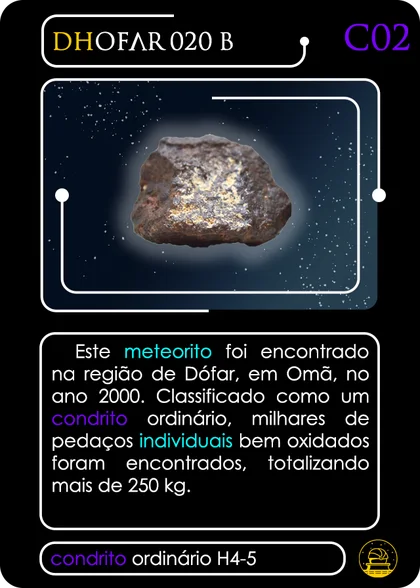 DHOFAR 020 B
C02
Este meteorito foi encontrado
na região de Dófar, em Omã, no
ano 2000. Classificado como um
condrito ordinário, milhares de
pedaços individuais bem oxidados
foram encontrados, totalizando
mais de 250 kg.
condrito ordinário H4-5